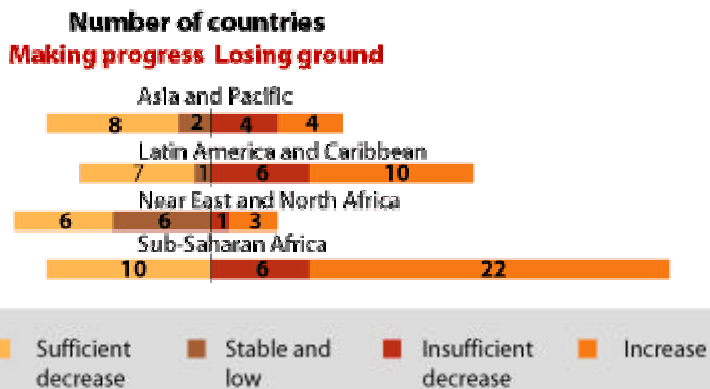 Number of countries
Making progress Losing ground
Asia and Pacific
8 2 4 4
Latin America and Caribbean
7 1 6 10
Near East and North Africa
6 6 1 3
Sub-Saharan Africa
10 6 22
Sufficient decrease
Stable and low
Insufficient decrease
Increase